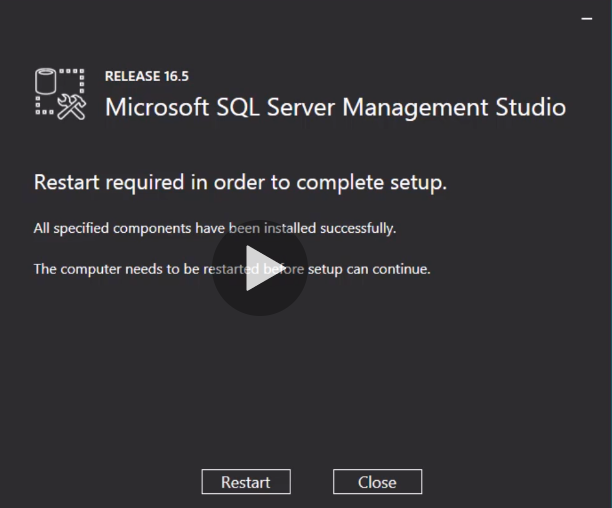 RELEASE 16.5
Microsoft SQL Server Management Studio
Restart required in order to complete setup.
All specified components have been installed successfully.
The computer needs to be restarted before setup can continue.
Restart
Close